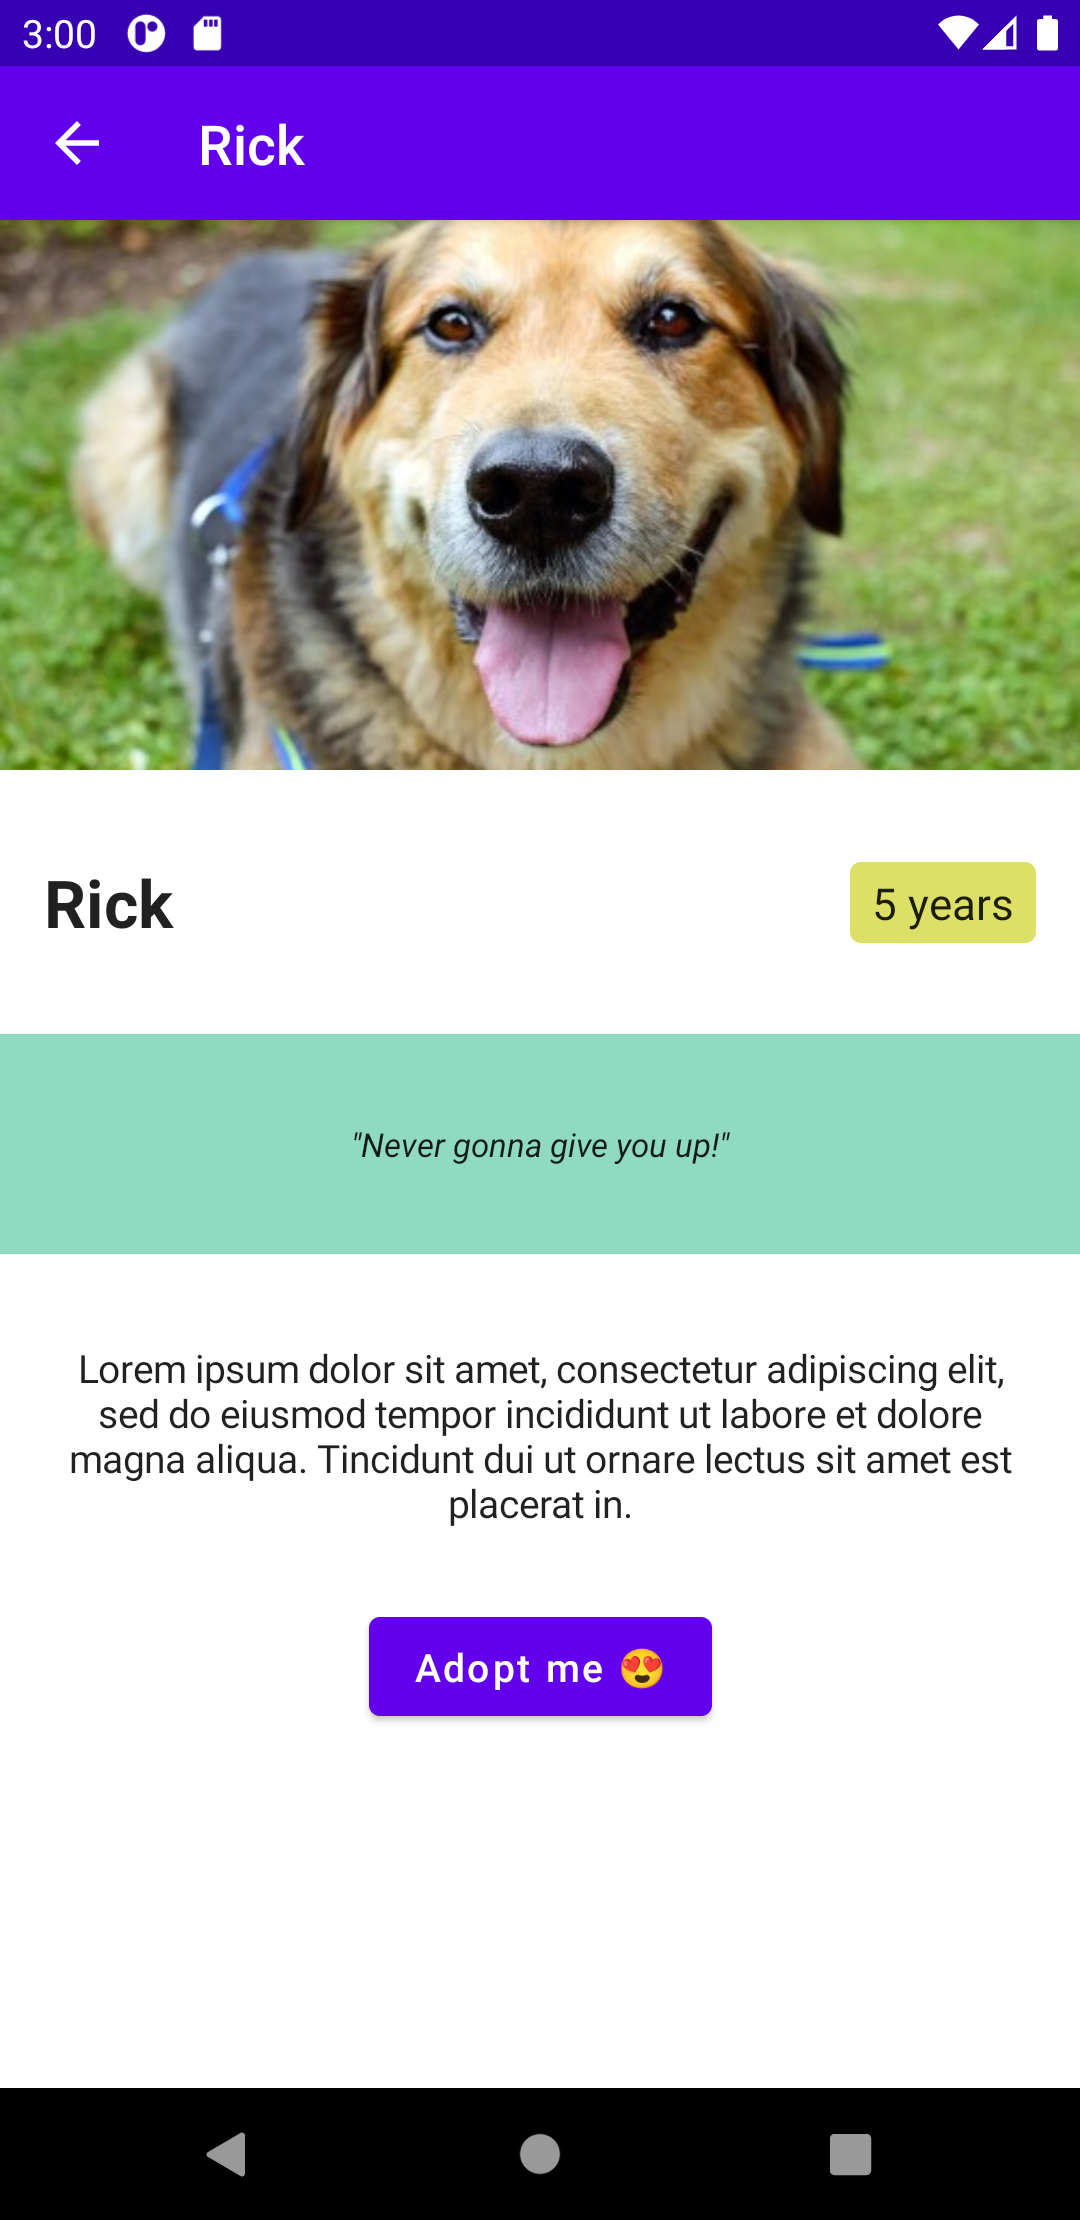 3:00
Rick
Rick
5 years
"Never gonna give you up!"
Lorem ipsum dolor sit amet, consectetur adipiscing elit,
sed do eiusmod tempor incididunt ut labore et dolore
magna aliqua. Tincidunt dui ut ornare lectus sit amet est
placerat in.
Adopt me 😍